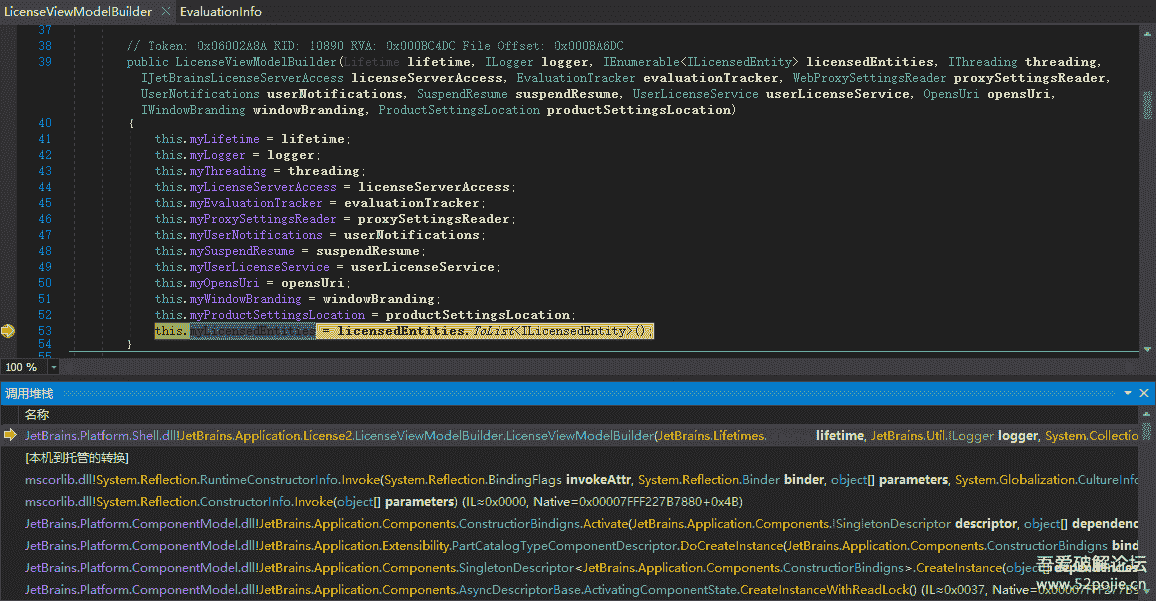 LicenseViewModelBuilder EvaluationInfo
37
38 // Token: 0x06002A8A RID: 10890 RVA: 0x000BC4DC File Offset: 0x000BA6DC
39 public LicenseViewModelBuilder(Lifetime lifetime, ILogger logger, IEnumerable<ILicensedEntity> licensedEntities, IThreading threading,
IJetBrainsLicenseServerAccess licenseServerAccess, EvaluationTracker evaluationTracker, WebProxySettingsReader proxySettingsReader,
UserNotifications userNotifications, SuspendResume suspendResume, UserLicenseService userLicenseService, OpensUri opensUri,
IWindowBranding windowBranding, ProductSettingsLocation productSettingsLocation)
40 {
41 this.myLifetime = lifetime;
42 this.myLogger = logger;
43 this.myThreading = threading;
44 this.myLicenseServerAccess = licenseServerAccess;
45 this.myEvaluationTracker = evaluationTracker;
46 this.myProxySettingsReader = proxySettingsReader;
47 this.myUserNotifications = userNotifications;
48 this.mySuspendResume = suspendResume;
49 this.myUserLicenseService = userLicenseService;
50 this.myOpensUri = opensUri;
51 this.myWindowBranding = windowBranding;
52 this.myProductSettingsLocation = productSettingsLocation;
53 this.myLicensedEntities = licensedEntities.ToList<ILicensedEntity>();
54 }
55
100 %
调用堆栈
名称
JetBrains.Platform.Shell.dll!JetBrains.Application.License2.LicenseViewModelBuilder.LicenseViewModelBuilder(JetBrains.Lifetimes. lifetime, JetBrains.Util.ILogger logger, System.Collectio
[本机到托管的转换]
mscorlib.dll!System.Reflection.RuntimeConstructorInfo.Invoke(System.Reflection.BindingFlags invokeAttr, System.Reflection.Binder binder, object[] parameters, System.Globalization.CultureInfo
mscorlib.dll!System.Reflection.ConstructorInfo.Invoke(object[] parameters) (IL≈0x0000, Native=0x00007FFF227B7880+0x4B)
JetBrains.Platform.ComponentModel.dll!JetBrains.Application.Components.ConstructiorBindigns.Activate(JetBrains.Application.Components.ISingletonDescriptor descriptor, object[] dependenc
JetBrains.Platform.ComponentModel.dll!JetBrains.Application.Extensibility.PartCatalogTypeComponentDescriptor.DoCreateInstance(JetBrains.Application.Components.ConstructiorBindigns bind
JetBrains.Platform.ComponentModel.dll!JetBrains.Application.Components.SingletonDescriptor<JetBrains.Application.Components.ConstructiorBindigns>.CreateInstance(object[]
JetBrains.Platform.ComponentModel.dll!JetBrains.Application.Components.AsyncDescriptorBase.ActivatingComponentState.CreateInstanceWithReadLock() (IL≈0x0037,
吾爱破解论坛
www.52pojie.cn